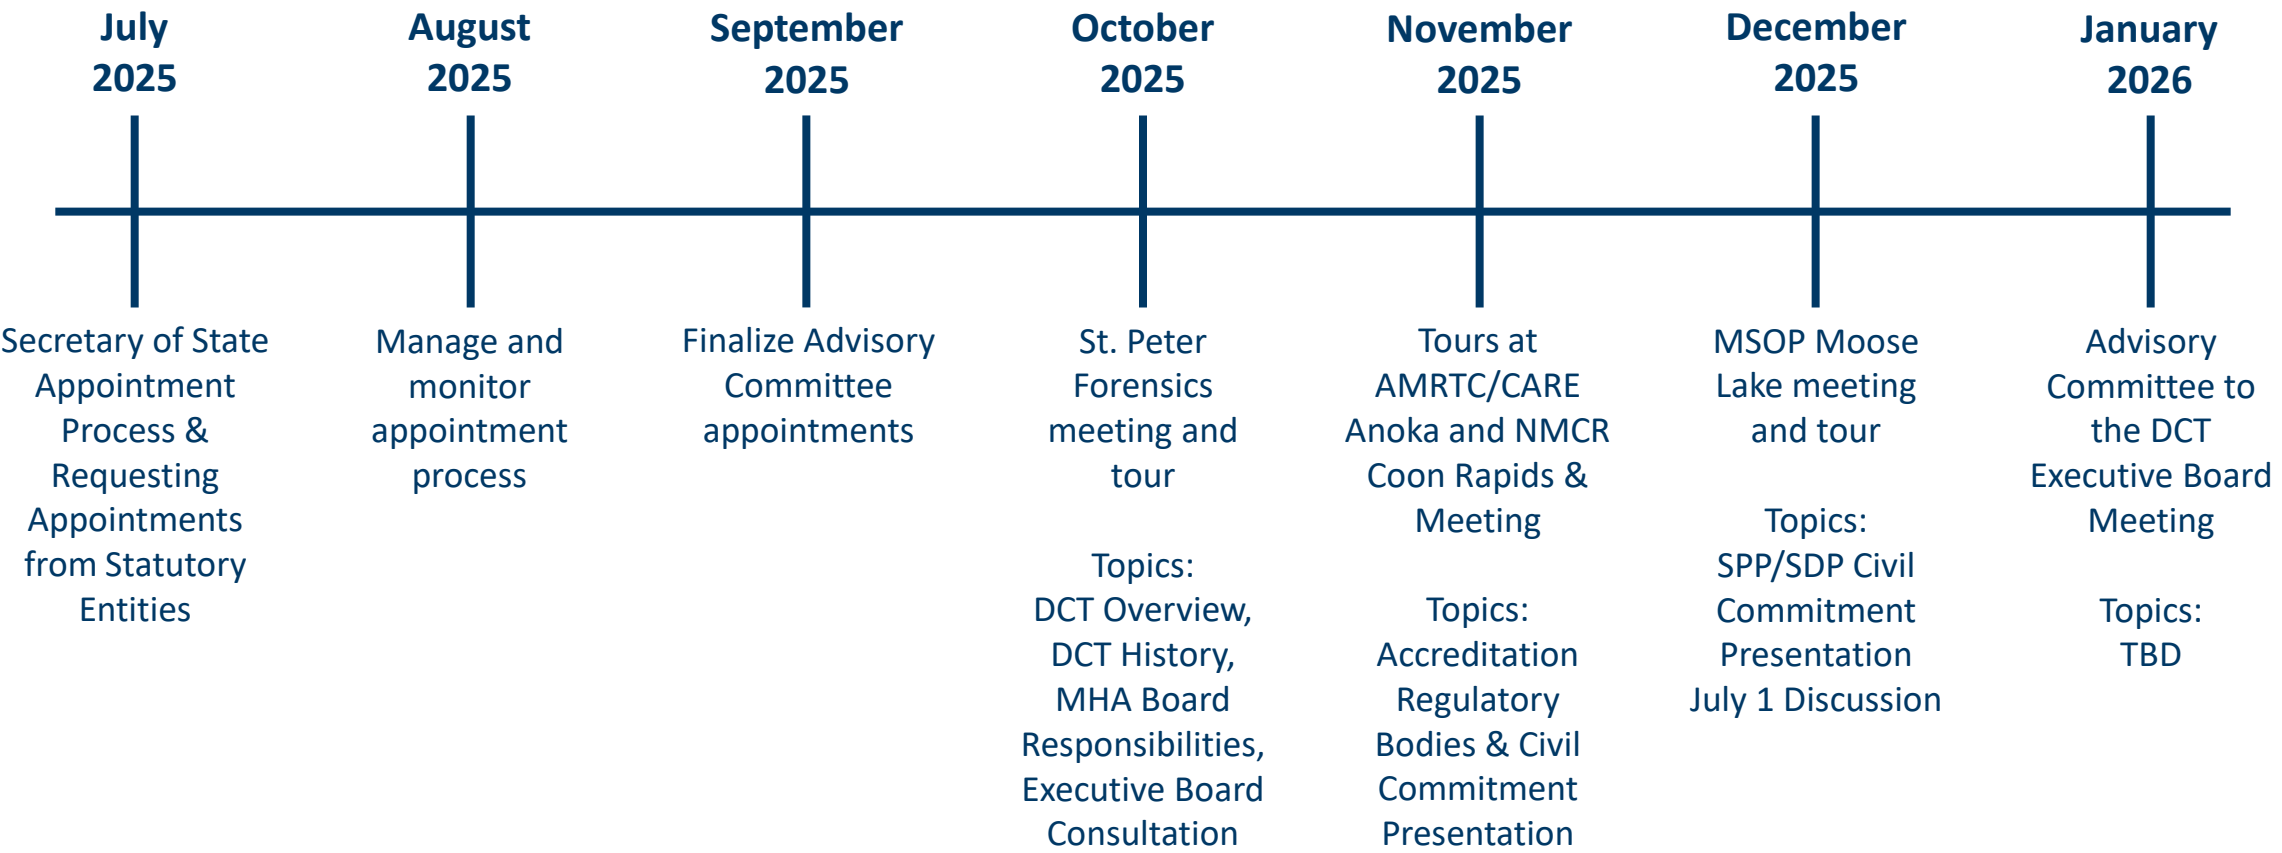 July
2025
August
2025
September
2025
October
2025
November
2025
December
2025
January
2026
Secretary of State
Appointment
Process &
Requesting
Appointments
from Statutory
Entities
Manage and
monitor
appointment
process
Finalize Advisory
Committee
appointments
St. Peter
Forensics
meeting and
tour
Topics:
DCT Overview,
DCT History,
MHA Board
Responsibilities,
Executive Board
Consultation
Tours at
AMRTC/CARE
Anoka and NMCR
Coon Rapids &
Meeting
Topics:
Accreditation
Regulatory
Bodies & Civil
Commitment
Presentation
MSOP Moose
Lake meeting
and tour
Topics:
SPP/SDP Civil
Commitment
Presentation
July 1 Discussion
Advisory
Committee to
the DCT
Executive Board
Meeting
Topics:
TBD